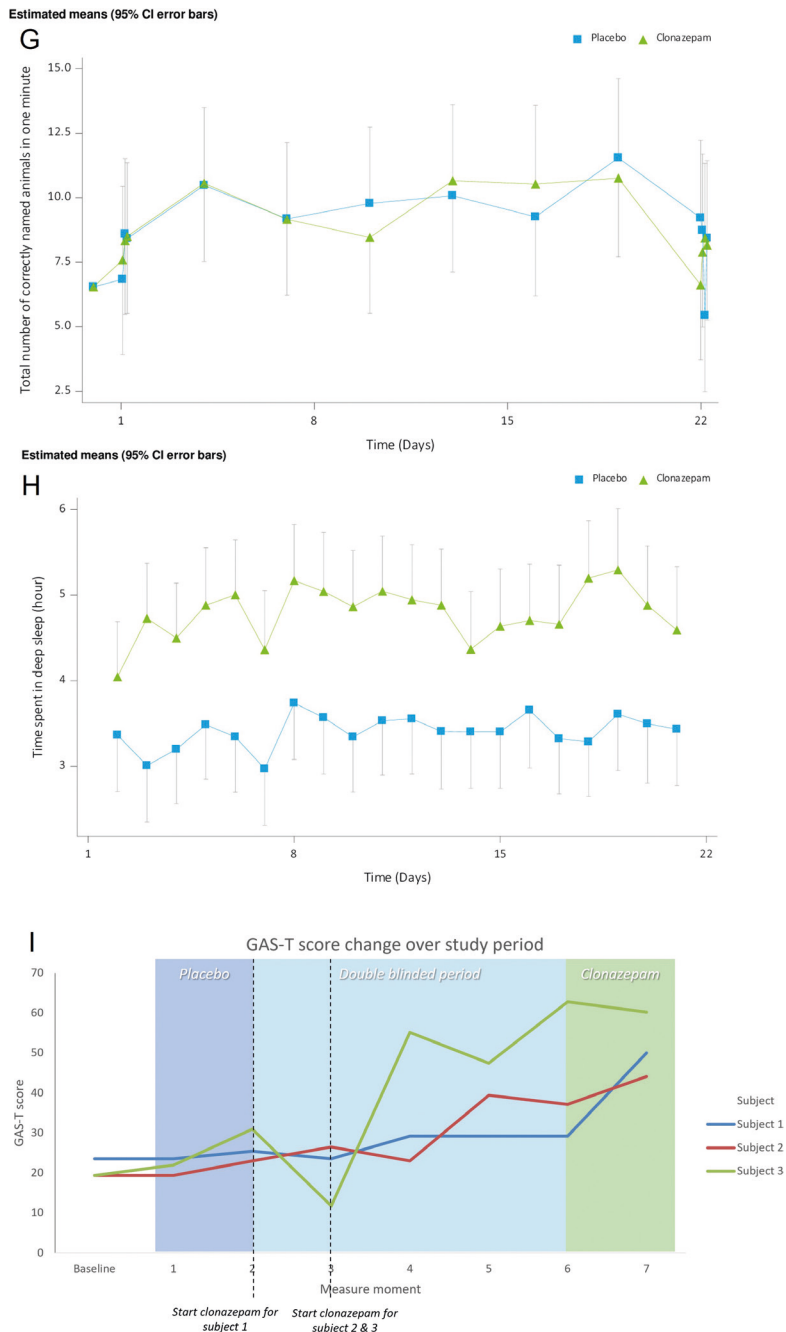 Estimated means (95% CI error bars)
G
Placebo Clonazepam
Total number of correctly named animals in one minute
15.0
12.5
10.0
7.5
5.0
2.5
1 8 15 22
Time (Days)
Estimated means (95% CI error bars)
H
Placebo Clonazepam
Time spent in deep sleep (hour)
6
5
4
3
1 8 15 22
Time (Days)
I
GAS-T score change over study period
Placebo Double blinded period Clonazepam
GAS-T score
70
60
50
40
30
20
10
0
Subject
Subject 1
Subject 2
Subject 3
Baseline 1 2 3 4 5 6 7
Measure moment
Start clonazepam for
subject 1
Start clonazepam for
subject 2 & 3